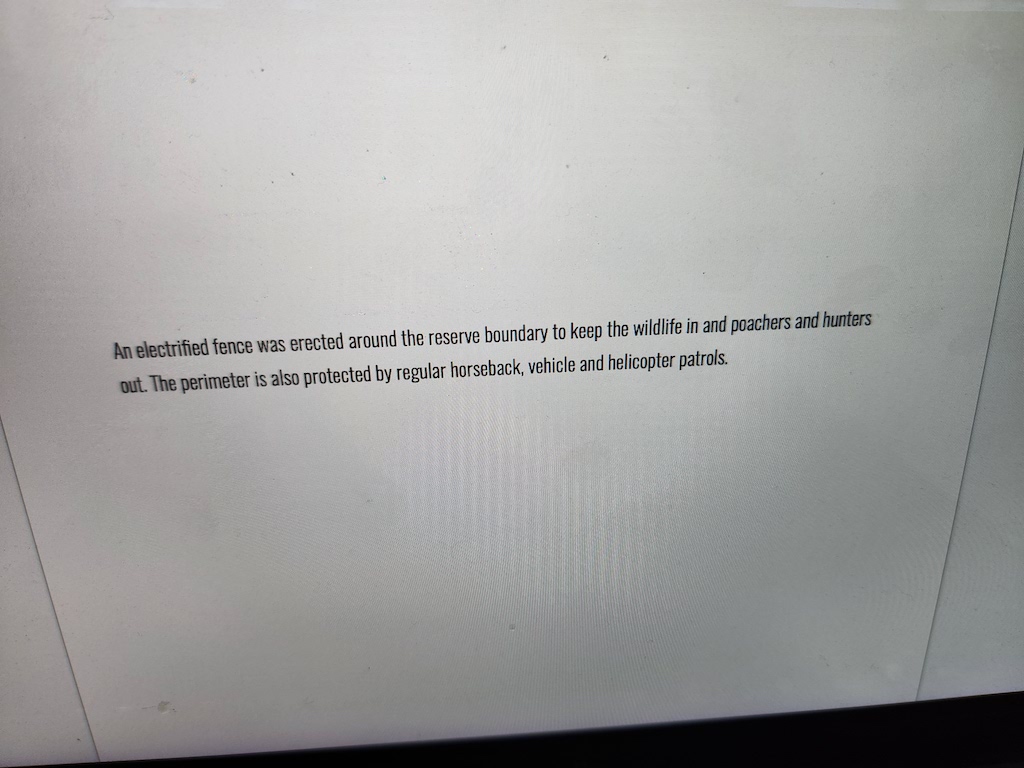 An electrified fence was erected around the reserve boundary to keep the wildlife in and poachers and hunters
out. The perimeter is also protected by regular horseback, vehicle and helicopter patrols.